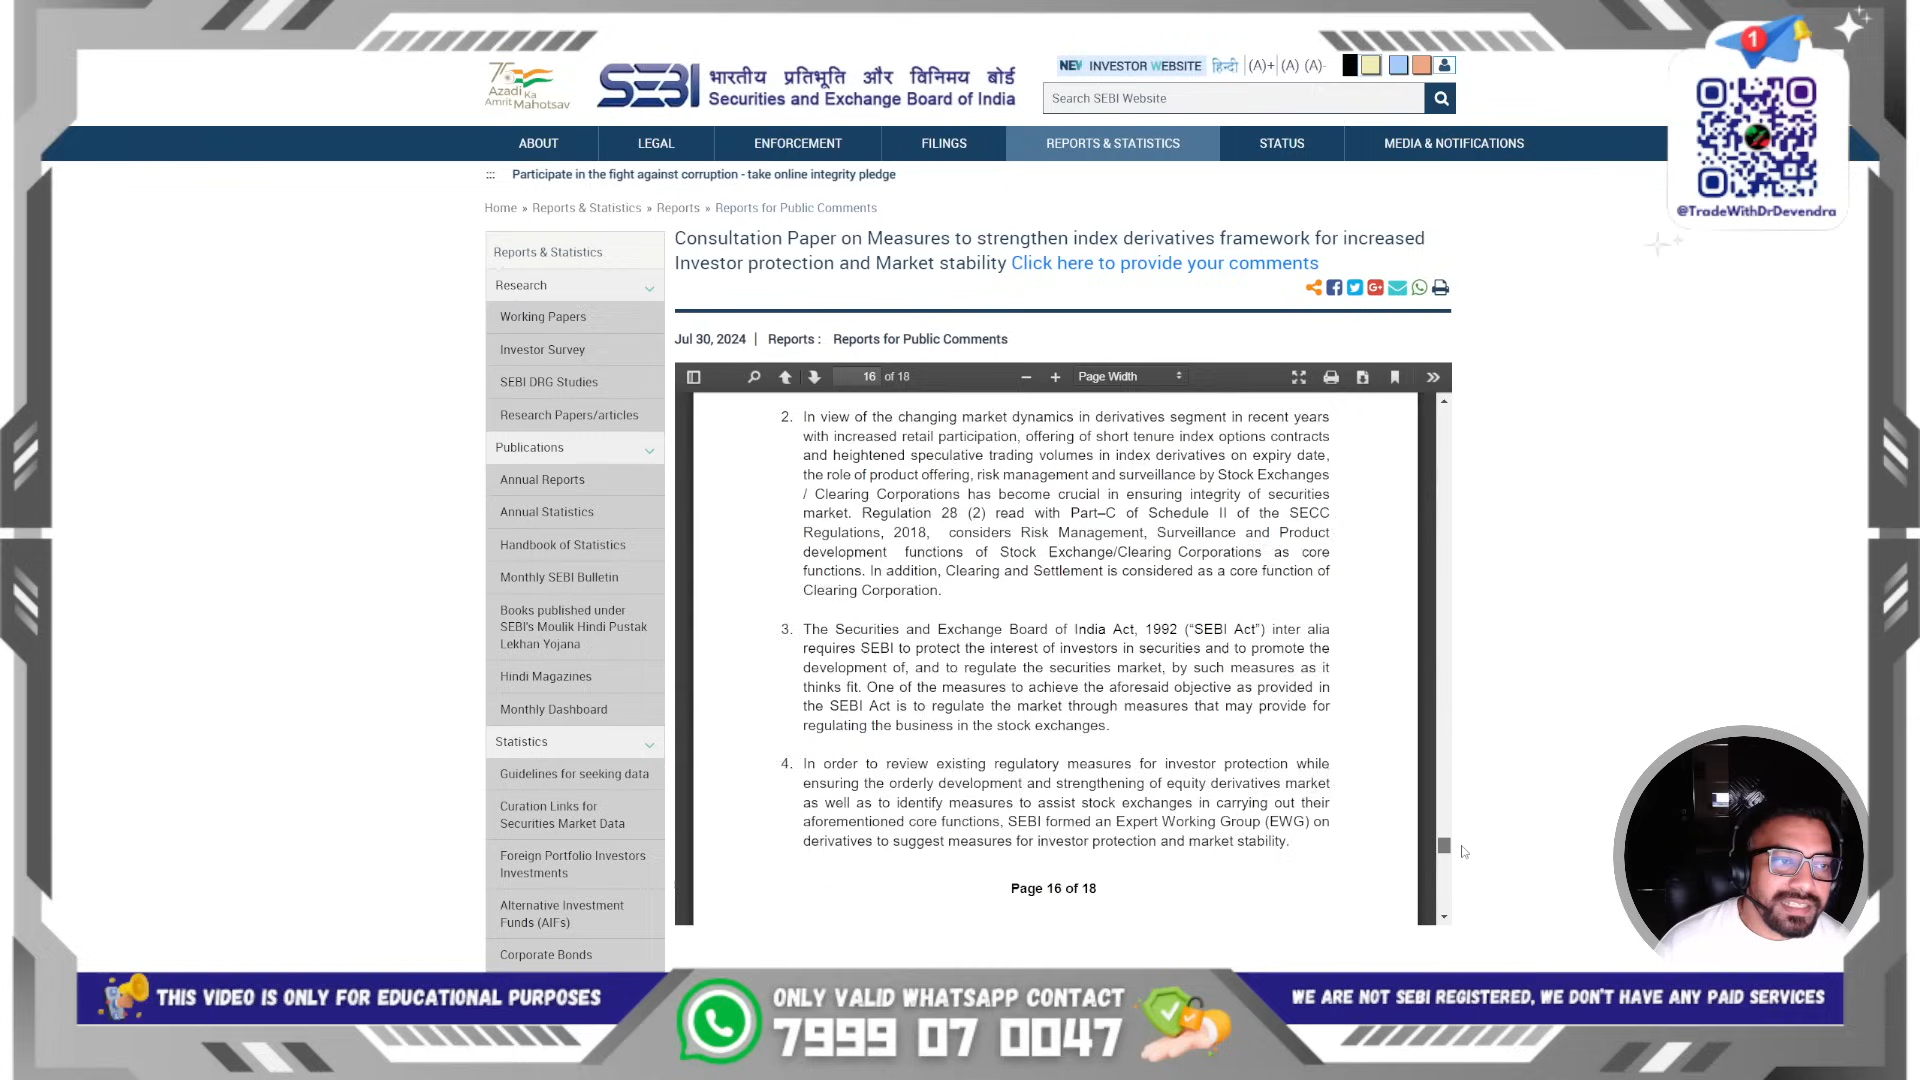 75
Azadi Ka
Amrit Mahotsav
SEBI
भारतीय प्रतिभूति और विनिमय बोर्ड
Securities and Exchange Board of India
NEW INVESTOR WEBSITE हिन्दी (A)+ (A) (A)-
Search SEBI Website
1
@TradeWithDrDevendra
ABOUT LEGAL ENFORCEMENT FILINGS REPORTS & STATISTICS STATUS MEDIA & NOTIFICATIONS
::: Participate in the fight against corruption - take online integrity pledge
Home » Reports & Statistics » Reports » Reports for Public Comments
Reports & Statistics
Research
Working Papers
Investor Survey
SEBI DRG Studies
Research Papers/articles
Publications
Annual Reports
Annual Statistics
Handbook of Statistics
Monthly SEBI Bulletin
Books published under
SEBI's Moulik Hindi Pustak
Lekhan Yojana
Hindi Magazines
Monthly Dashboard
Statistics
Guidelines for seeking data
Curation Links for
Securities Market Data
Foreign Portfolio Investors
Investments
Alternative Investment
Funds (AIFs)
Corporate Bonds
Consultation Paper on Measures to strengthen index derivatives framework for increased
Investor protection and Market stability Click here to provide your comments
Jul 30, 2024 | Reports : Reports for Public Comments
16 of 18 Page Width
2. In view of the changing market dynamics in derivatives segment in recent years
with increased retail participation, offering of short tenure index options contracts
and heightened speculative trading volumes in index derivatives on expiry date,
the role of product offering, risk management and surveillance by Stock Exchanges
/ Clearing Corporations has become crucial in ensuring integrity of securities
market. Regulation 28 (2) read with Part–C of Schedule II of the SECC
Regulations, 2018, considers Risk Management, Surveillance and Product
development functions of Stock Exchange/Clearing Corporations as core
functions. In addition, Clearing and Settlement is considered as a core function of
Clearing Corporation.
3. The Securities and Exchange Board of India Act, 1992 (“SEBI Act”) inter alia
requires SEBI to protect the interest of investors in securities and to promote the
development of, and to regulate the securities market, by such measures as it
thinks fit. One of the measures to achieve the aforesaid objective as provided in
the SEBI Act is to regulate the market through measures that may provide for
regulating the business in the stock exchanges.
4. In order to review existing regulatory measures for investor protection while
ensuring the orderly development and strengthening of equity derivatives market
as well as to identify measures to assist stock exchanges in carrying out their
aforementioned core functions, SEBI formed an Expert Working Group (EWG) on
derivatives to suggest measures for investor protection and market stability.
Page 16 of 18
THIS VIDEO IS ONLY FOR EDUCATIONAL PURPOSES
ONLY VALID WHATSAPP CONTACT
7999 07 0047
WE ARE NOT SEBI REGISTERED, WE DON'T HAVE ANY PAID SERVICES